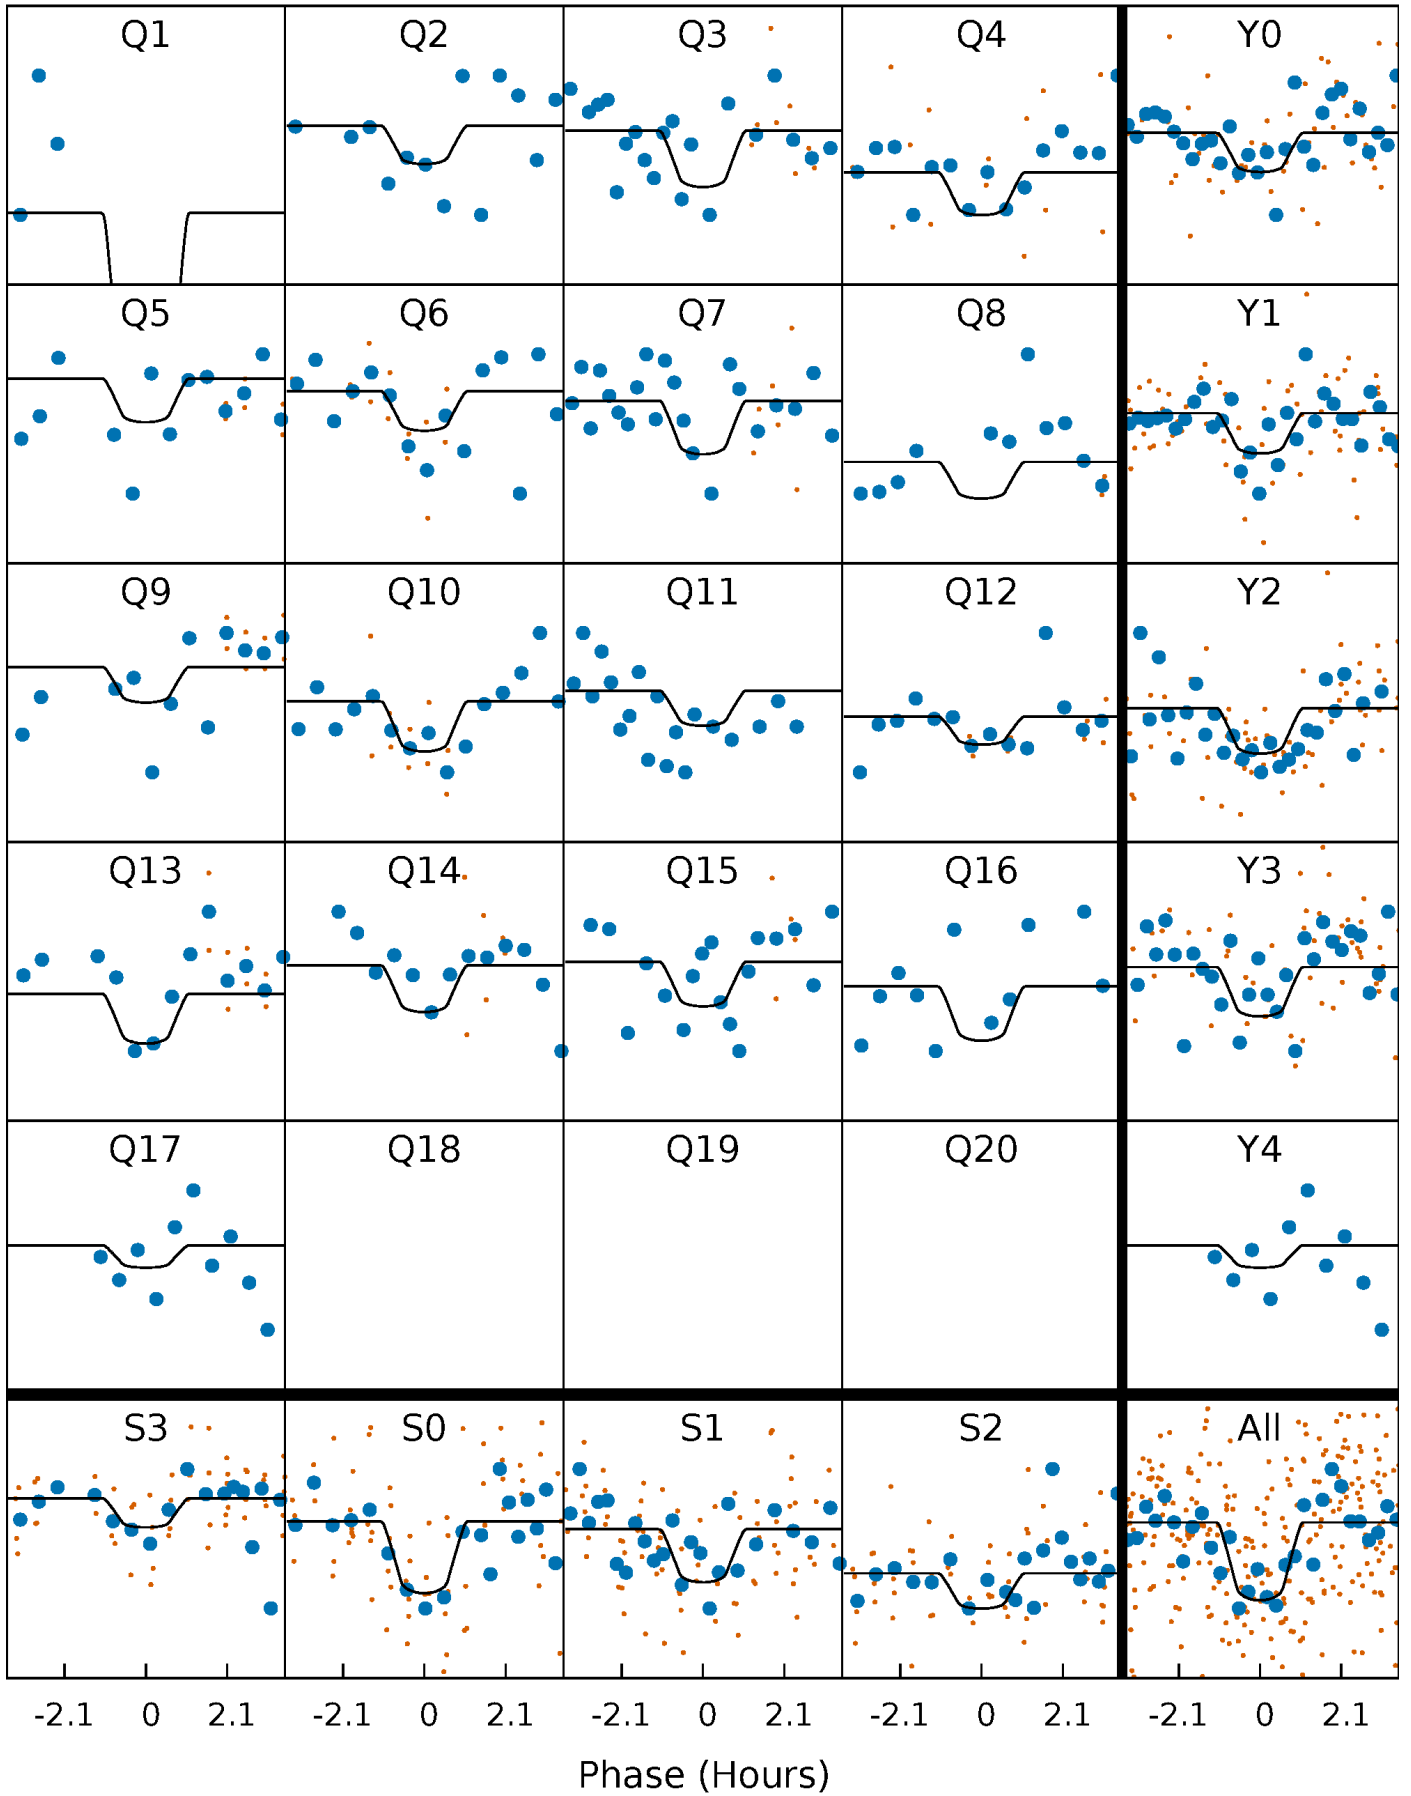 Q1 Q2 Q3 Q4 Y0
Q5 Q6 Q7 Q8 Y1
Q9 Q10 Q11 Q12 Y2
Q13 Q14 Q15 Q16 Y3
Q17 Q18 Q19 Q20 Y4
S3 S0 S1 S2 All
-2.1 0 2.1 -2.1 0 2.1 -2.1 0 2.1 -2.1 0 2.1 -2.1 0 2.1
Phase (Hours)